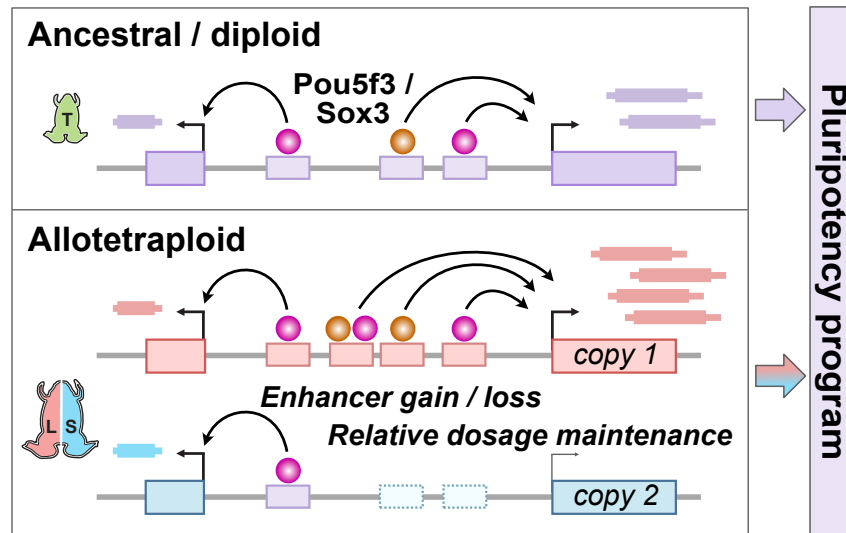 Ancestral / diploid
Pou5f3 /
Sox3
T
Allotetraploid
copy 1
L S
Enhancer gain / loss
Relative dosage maintenance
copy 2
Pluripotency program